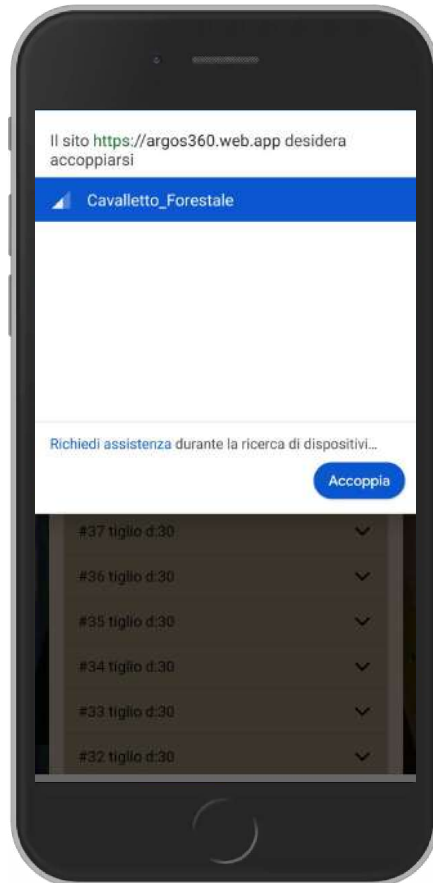 Il sito https://argos360.web.app desidera
accoppiarsi
Cavalletto_Forestale
Richiedi assistenza durante la ricerca di dispositivi...
Accoppia
#37 tiglio d:30
#36 tiglio d:30
#35 tiglio d:30
#34 tiglio d:30
#33 tiglio d:30
#32 tiglio d:30